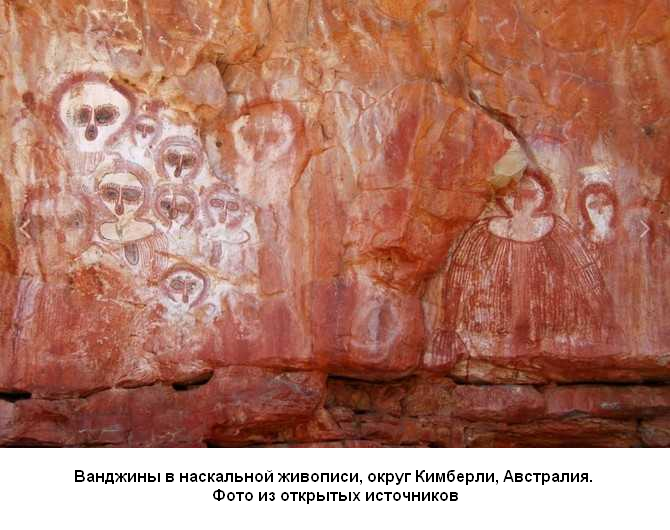 Ванджины в наскальной живописи, округ Кимберли, Австралия.
Фото из открытых источников